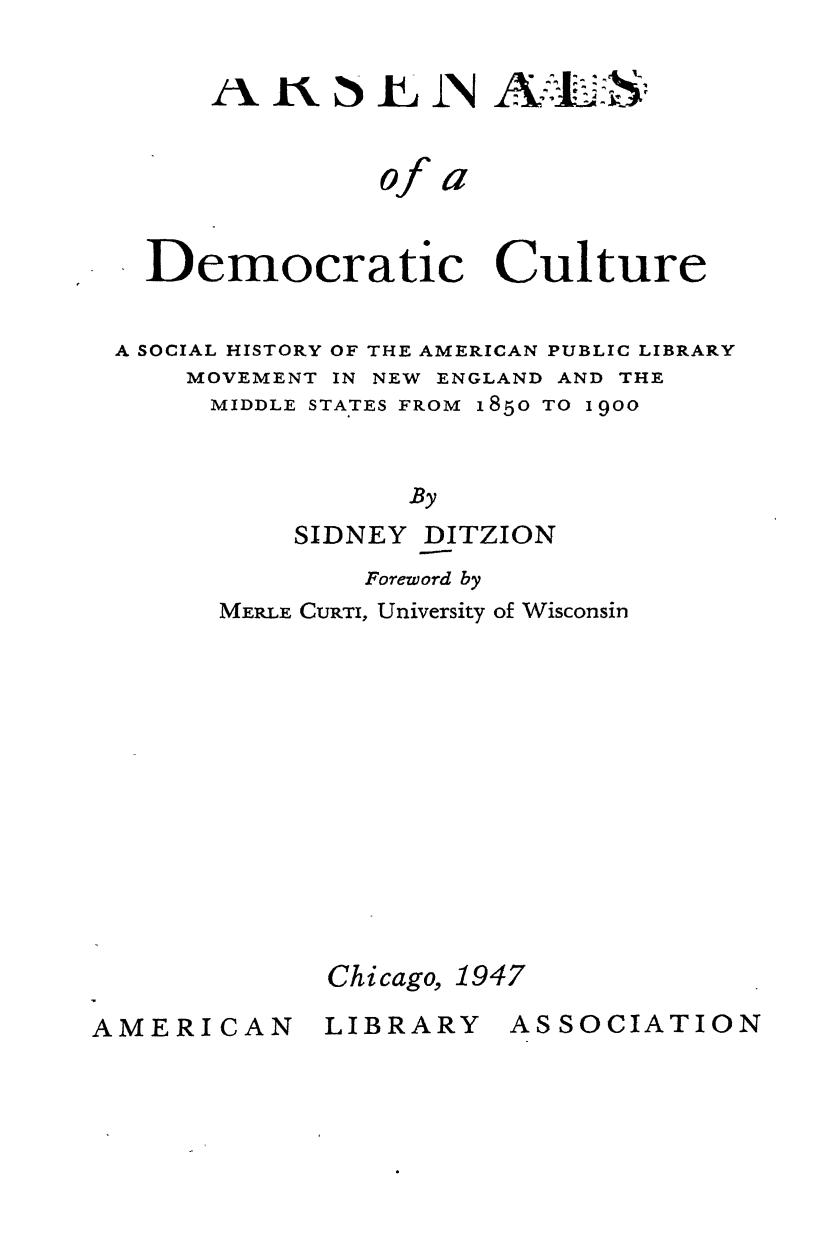 ARSENALS
of a
Democratic Culture
A SOCIAL HISTORY OF THE AMERICAN PUBLIC LIBRARY
MOVEMENT IN NEW ENGLAND AND THE
MIDDLE STATES FROM 1850 TO 1900
By
SIDNEY DITZION
Foreword by
MERLE CURTI, University of Wisconsin
Chicago, 1947
AMERICAN LIBRARY ASSOCIATION